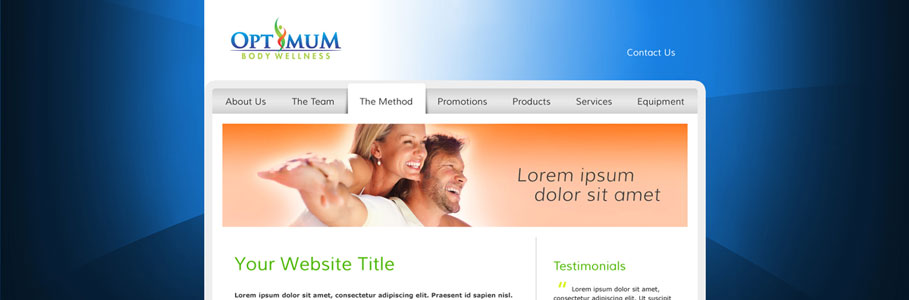 OPTIMUM
BODY WELLNESS
Contact Us
About Us The Team The Method Promotions Products Services Equipment
Lorem ipsum
dolor sit amet
Your Website Title
Lorem ipsum dolor sit amet, consectetur adipiscing elit. Praesent id sapien nisl.
Testimonials
“ Lorem ipsum dolor sit amet,
consectetur adipiscing elit. Ut suscipit